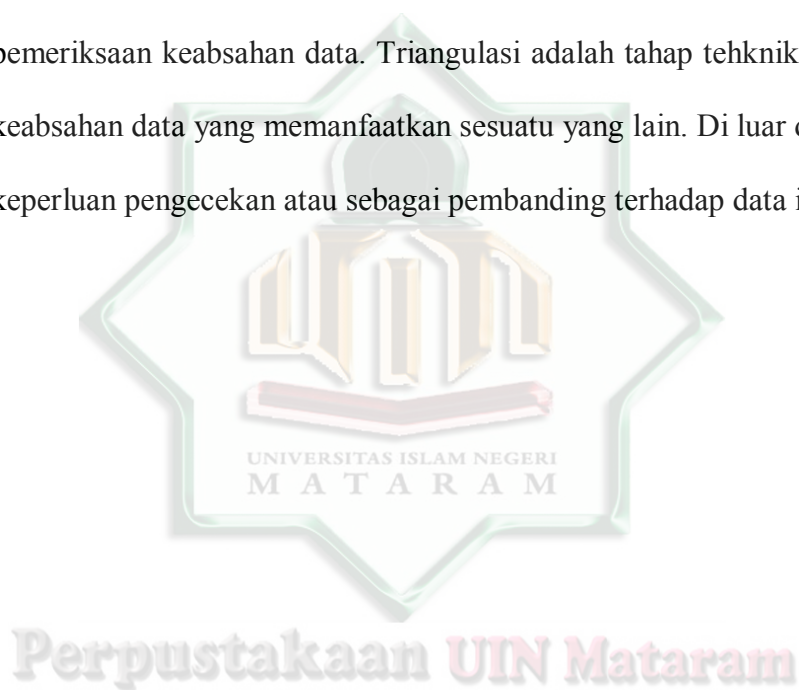 pemeriksaan keabsahan data. Triangulasi adalah tahap tehknik
keabsahan data yang memanfaatkan sesuatu yang lain. Di luar
keperluan pengecekan atau sebagai pembanding terhadap data
UNIVERSITAS ISLAM NEGERI
MATARAM
Perpustakaan UIN Mataram